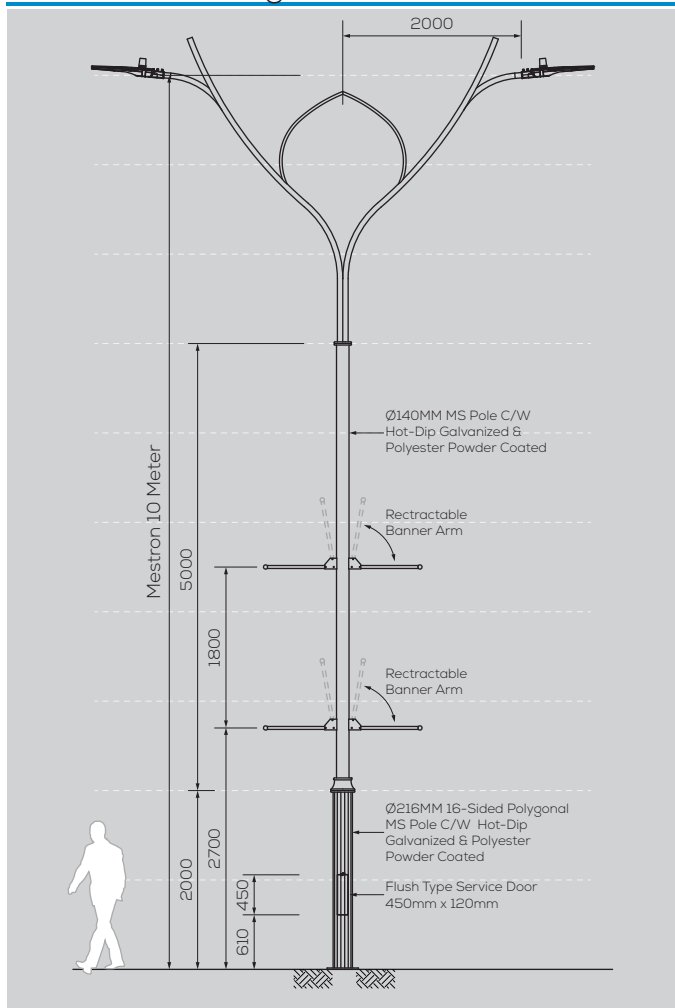 2000
Ø140MM MS Pole C/W
Hot-Dip Galvanized &
Polyester Powder Coated
Mestron 10 Meter
5000
Rectractable
Banner Arm
1800
Rectractable
Banner Arm
Ø216MM 16-Sided Polygonal
MS Pole C/W Hot-Dip
Galvanized & Polyester
Powder Coated
2000
2700
450
Flush Type Service Door
450mm x 120mm
610